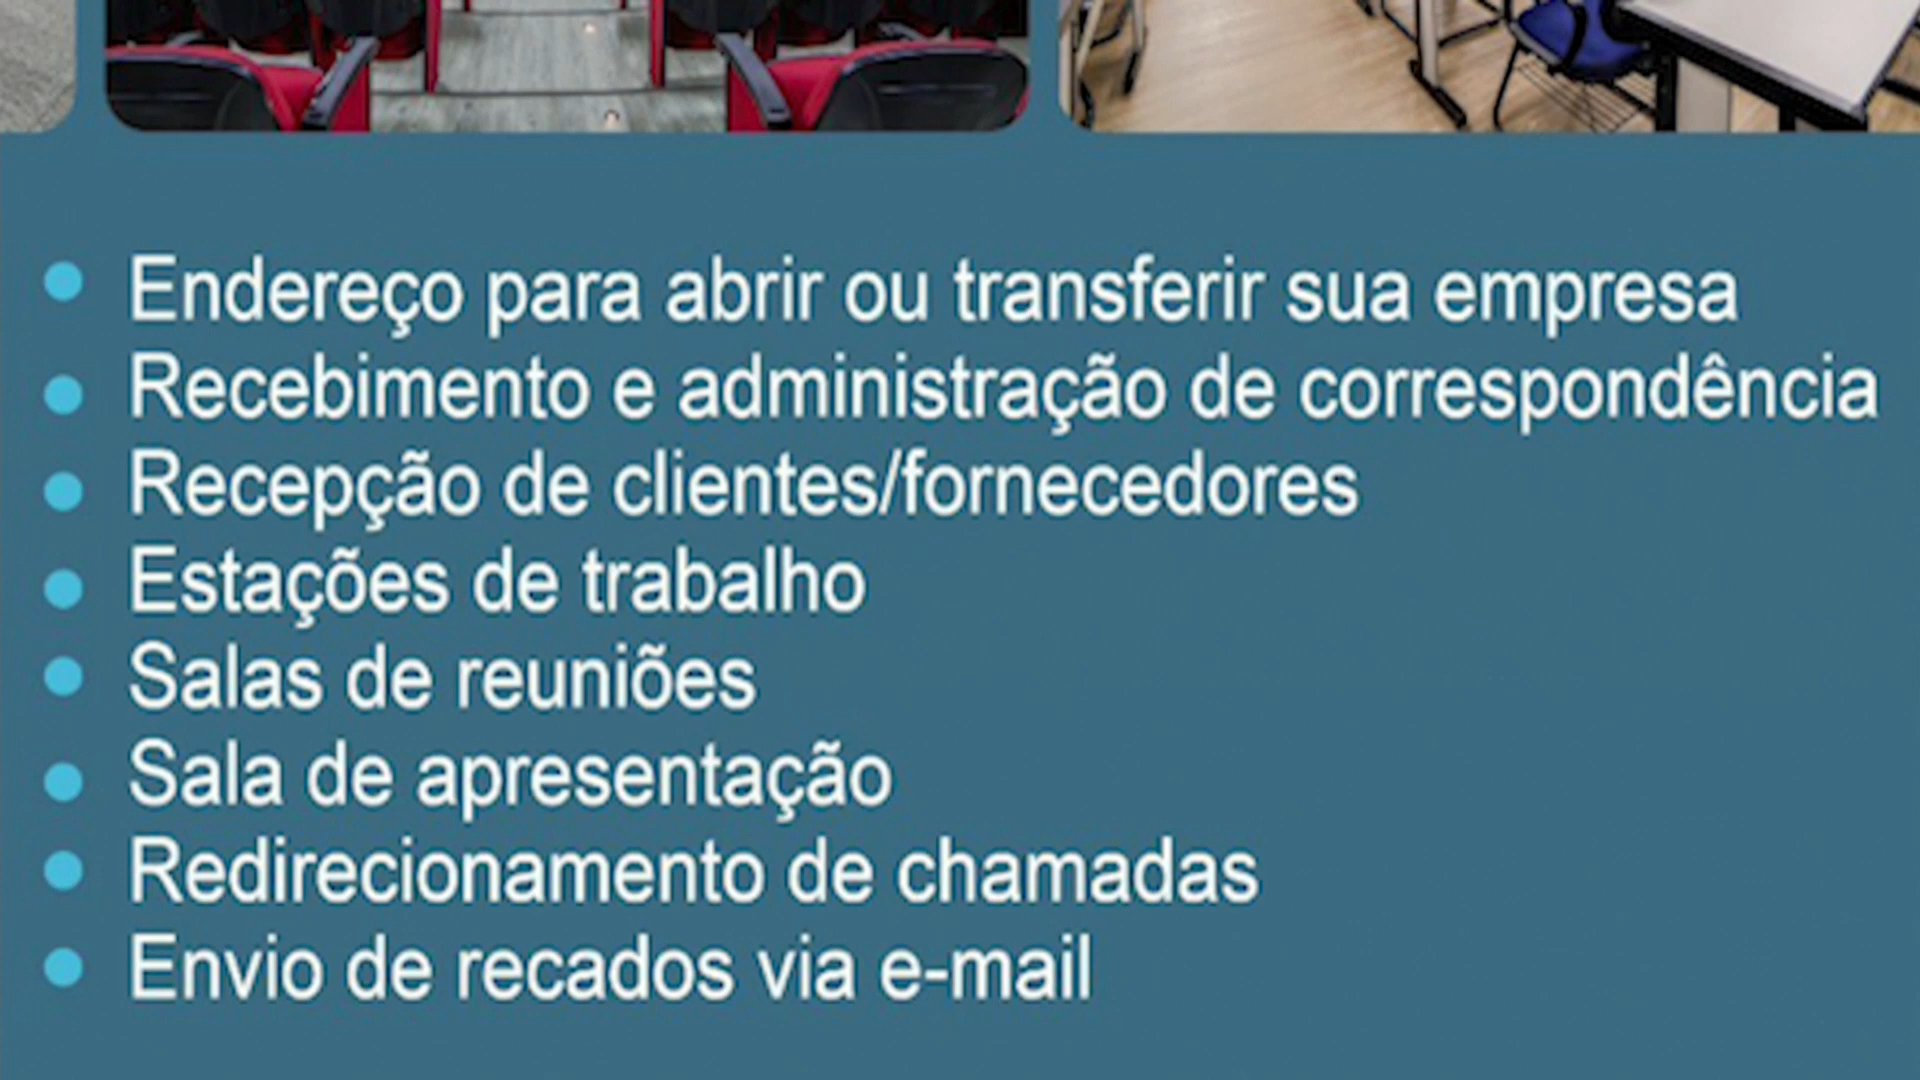 Endereço para abrir ou transferir sua empresa
Recebimento e administração de correspondência
Recepção de clientes/fornecedores
Estações de trabalho
Salas de reuniões
Sala de apresentação
Redirecionamento de chamadas
Envio de recados via e-mail